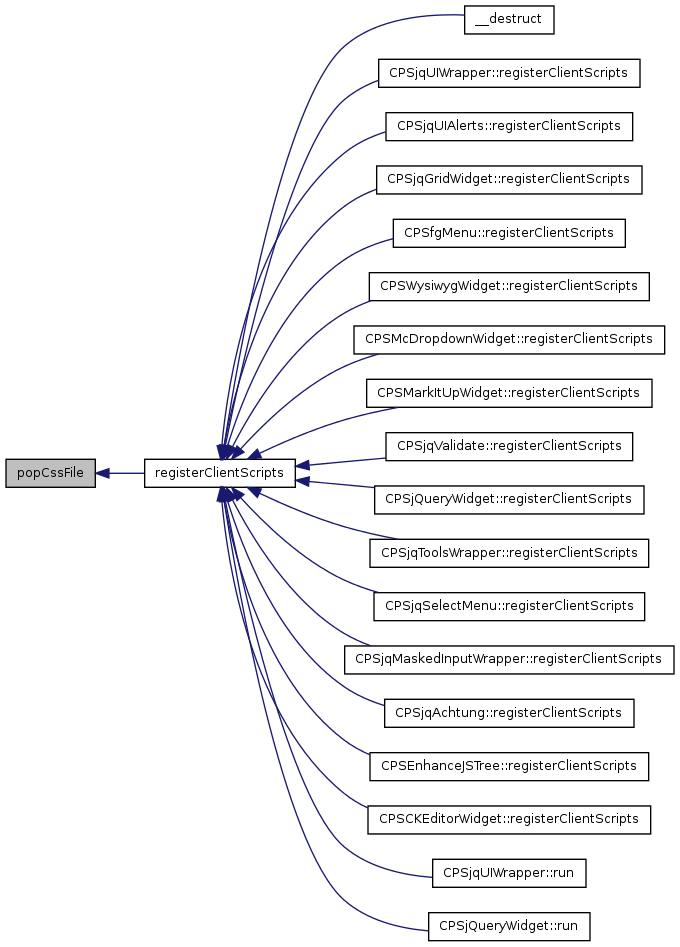 __destruct
CPSjqUIWrapper::registerClientScripts
CPSjqUIAlerts::registerClientScripts
CPSjqGridWidget::registerClientScripts
CPSfgMenu::registerClientScripts
CPSWysiwygWidget::registerClientScripts
CPSMcDropdownWidget::registerClientScripts
CPSMarkItUpWidget::registerClientScripts
CPSjqValidate::registerClientScripts
popCssFile
registerClientScripts
CPSjQueryWidget::registerClientScripts
CPSjqToolsWrapper::registerClientScripts
CPSjqSelectMenu::registerClientScripts
CPSjqMaskedInputWrapper::registerClientScripts
CPSjqAchtung::registerClientScripts
CPSEnhanceJSTree::registerClientScripts
CPSCKEditorWidget::registerClientScripts
CPSjqUIWrapper::run
CPSjQueryWidget::run